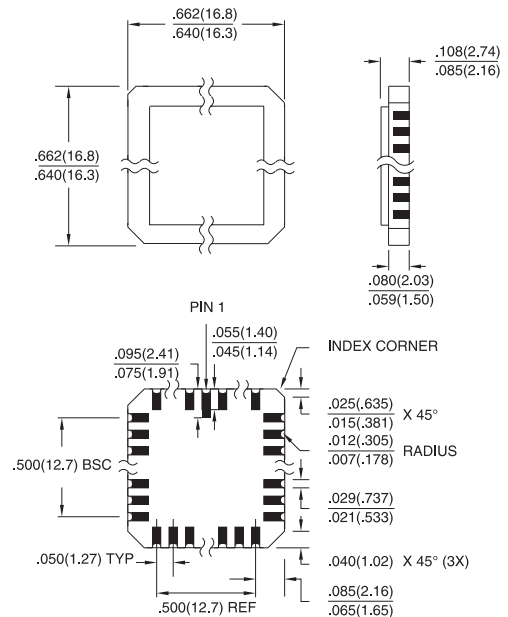 .662(16.8)
.640(16.3)
.108(2.74)
.085(2.16)
.662(16.8)
.640(16.3)
.080(2.03)
.059(1.50)
PIN 1
.055(1.40)
.045(1.14)
.095(2.41)
.075(1.91)
INDEX CORNER
.025(.635)
.015(.381)
X 45°
.012(.305)
.007(.178)
RADIUS
.500(12.7) BSC
.029(.737)
.021(.533)
.050(1.27) TYP
.040(1.02) X 45° (3X)
.500(12.7) REF
.085(2.16)
.065(1.65)